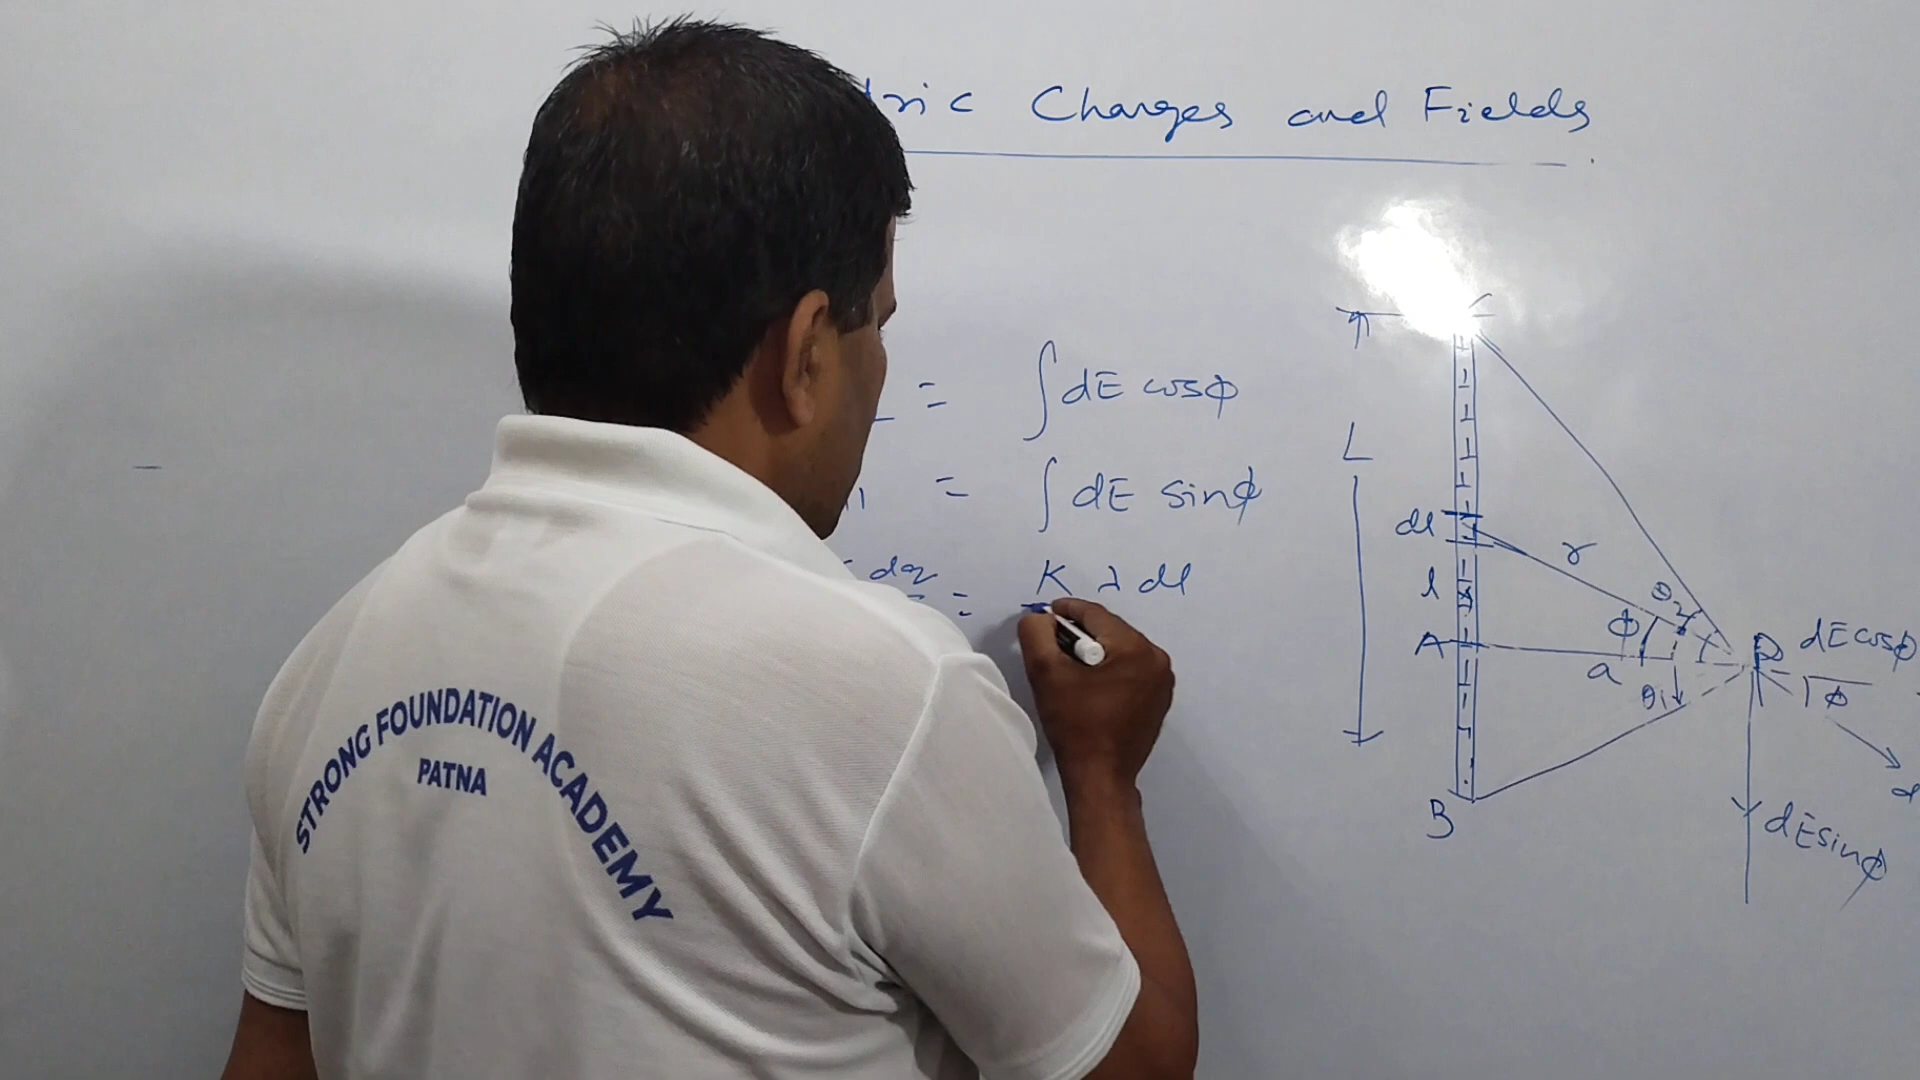 Charges and Fields
= ∫ dE cosϕ
= ∫ dE sinϕ
dq = K λ dl
L
dl
r
l
θ2
ϕ
A
a
θ1
P
dE cosϕ
ϕ
B
dE sinϕ
STRONG FOUNDATION ACADEMY
PATNA